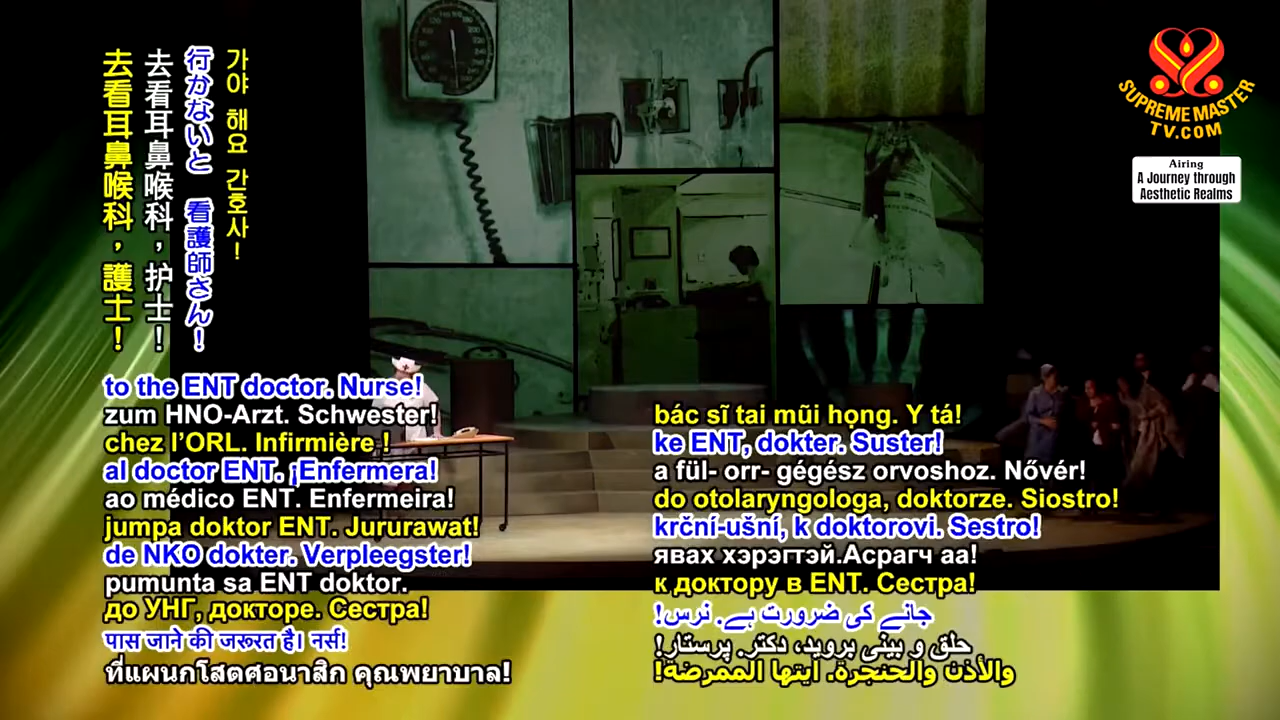 去看耳鼻喉科，護士！
去看耳鼻喉科，护士！
行かないと 看護師さん！
가야 해요 간호사！
SUPREME MASTER
TV.COM
Airing
A Journey through
Aesthetic Realms
to the ENT doctor. Nurse!
zum HNO-Arzt. Schwester!
chez l'ORL. Infirmière !
al doctor ENT. ¡Enfermera!
ao médico ENT. Enfermeira!
jumpa doktor ENT. Jururawat!
de NKO dokter. Verpleegster!
pumunta sa ENT doktor.
до УНГ, докторе. Сестра!
पास जाने की जरूरत है। नर्स!
ที่แผนกโสตศอนาสิก คุณพยาบาล!
bác sĩ tai mũi họng. Y tá!
ke ENT, dokter. Suster!
a fül- orr- gégész orvoshoz. Nővér!
do otolaryngologa, doktorze. Siostro!
krční-ušní, k doktorovi. Sestro!
явах хэрэгтэй.Асрагч аа!
к доктору в ENT. Сестра!
جانے کی ضرورت ہے. نرس!
حلق و بینی بروید، دکتر. پرستار!
والأذن والحنجرة. ايتها الممرضة!